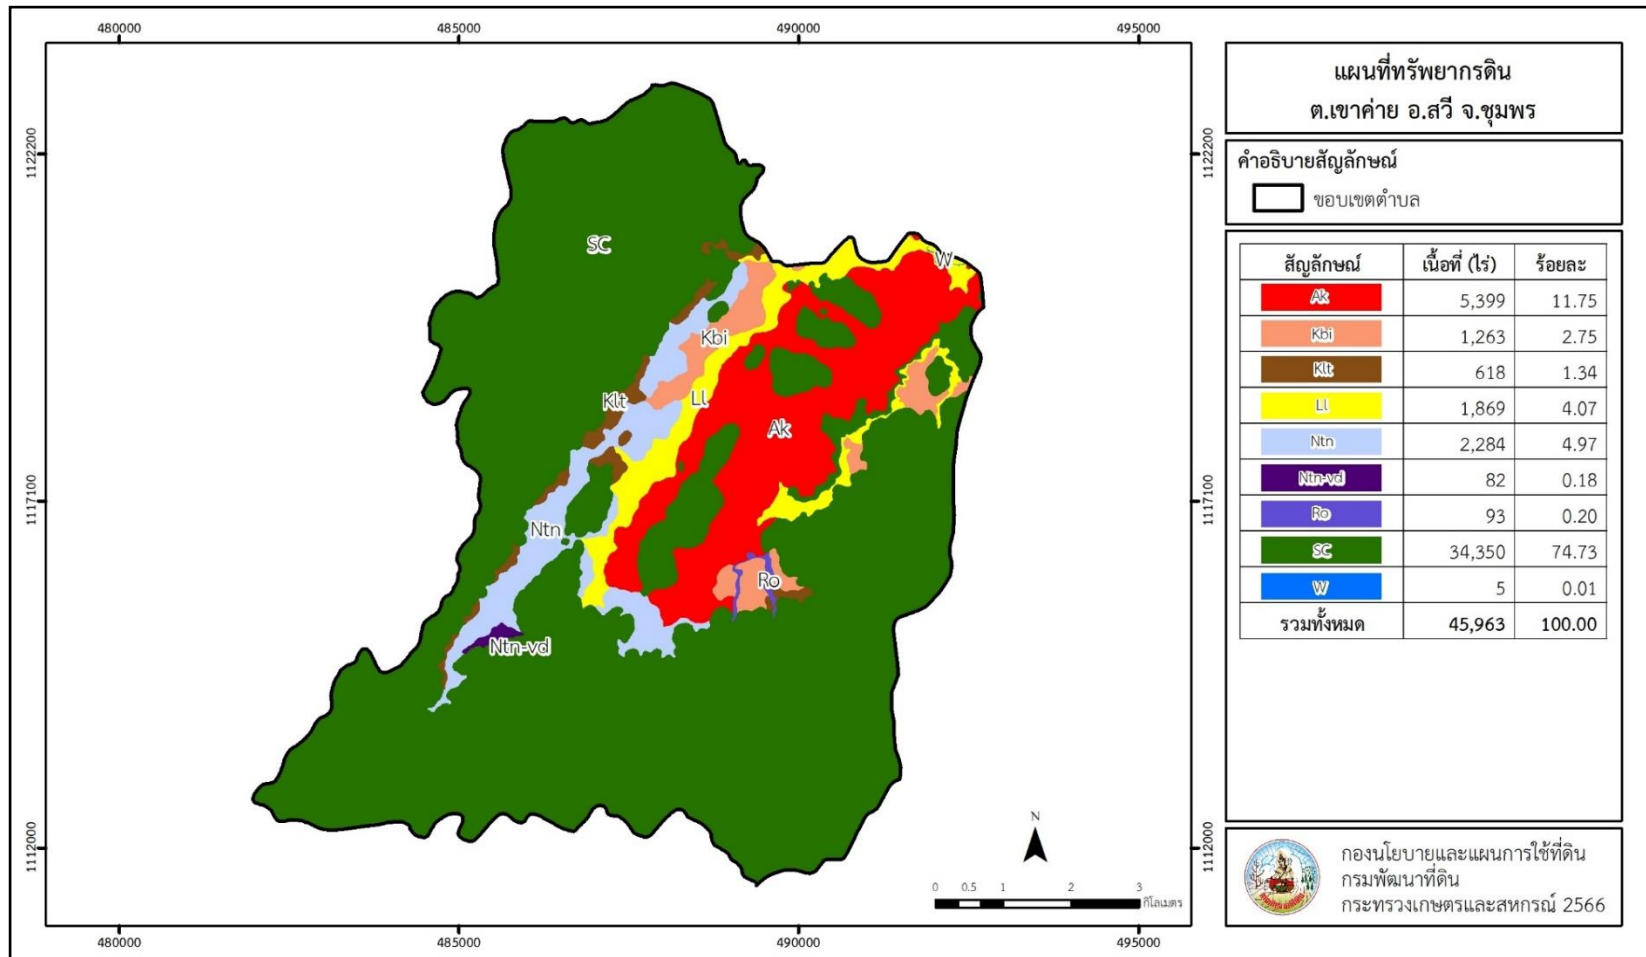 480000 485000 490000 495000
1122200
1122200
1117100
1117100
1112000
1112000
SC
W
Kbi
Klt
Ll
Ak
Ntn
Ro
Ntn-vd
N
0 0.5 1 2 3
กิโลเมตร
480000 485000 490000 495000
แผนที่ทรัพยากรดิน
ต.เขาค่าย อ.สวี จ.ชุมพร
คำอธิบายสัญลักษณ์
ขอบเขตตำบล
สัญลักษณ์ เนื้อที่ (ไร่) ร้อยละ
Ak 5,399 11.75
Kbi 1,263 2.75
Klt 618 1.34
Ll 1,869 4.07
Ntn 2,284 4.97
Ntn-vd 82 0.18
Ro 93 0.20
SC 34,350 74.73
W 5 0.01
รวมทั้งหมด 45,963 100.00
กองนโยบายและแผนการใช้ที่ดิน
กรมพัฒนาที่ดิน
กระทรวงเกษตรและสหกรณ์ 2566